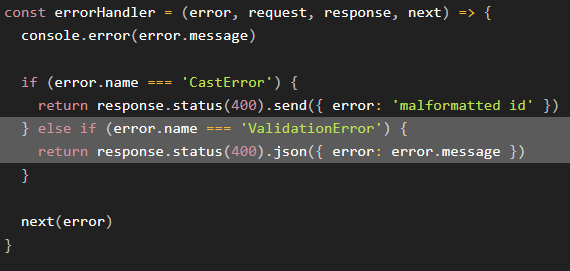 const errorHandler = (error, request, response, next) => {
  console.error(error.message)

  if (error.name === 'CastError') {
    return response.status(400).send({ error: 'malformatted id' })
  } else if (error.name === 'ValidationError') {
    return response.status(400).json({ error: error.message })
  }

  next(error)
}